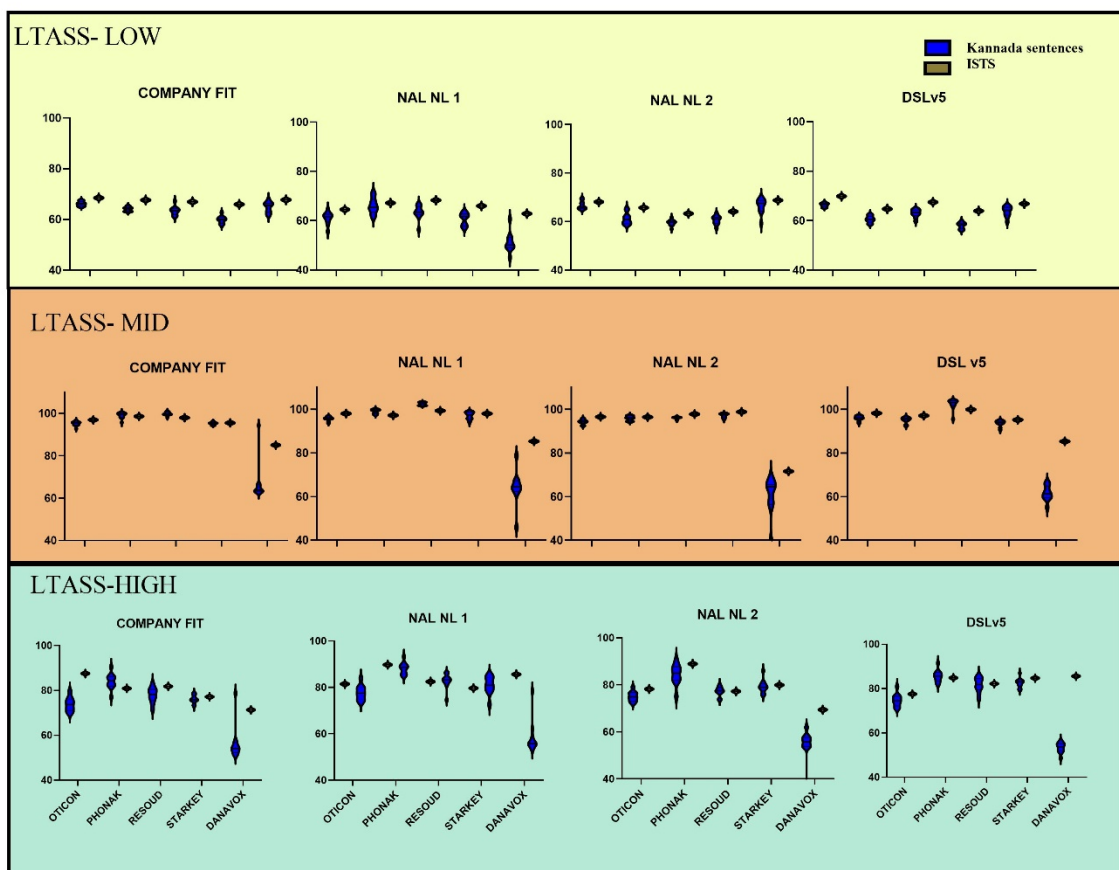 LTASS- LOW
Kannada sentences
ISTS
COMPANY FIT
NAL NL 1
NAL NL 2
DSLv5
100
80
60
40
100
80
60
40
100
80
60
40
100
80
60
40
LTASS- MID
COMPANY FIT
NAL NL 1
NAL NL 2
DSL v5
100
80
60
40
100
80
60
40
100
80
60
40
100
80
60
40
LTASS-HIGH
COMPANY FIT
NAL NL 1
NAL NL 2
DSLv5
100
80
60
40
100
80
60
40
100
80
60
40
100
80
60
40
OTICON
PHONAK
RESOUD
STARKEY
DANAVOX
OTICON
PHONAK
RESOUD
STARKEY
DANAVOX
OTICON
PHONAK
RESOUD
STARKEY
DANAVOX
OTICON
PHONAK
RESOUD
STARKEY
DANAVOX